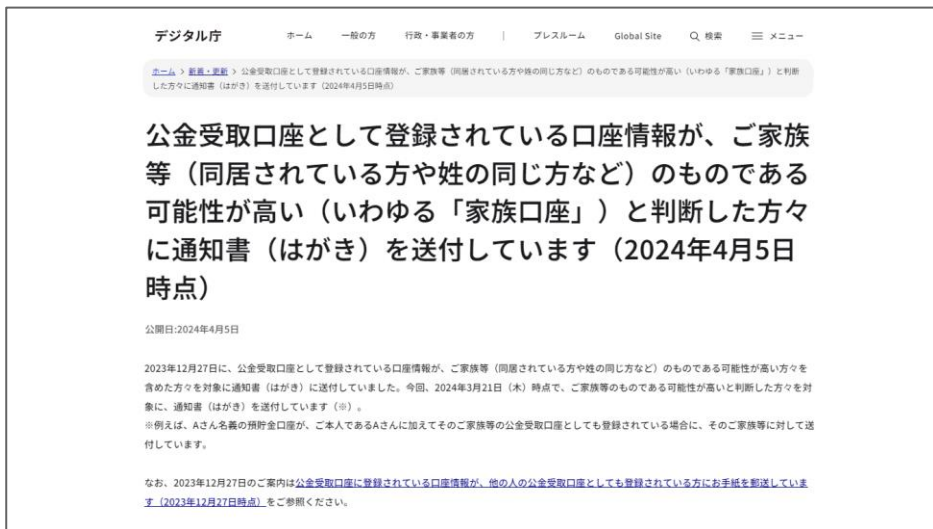 デジタル庁
ホーム 一般の方 行政・事業者の方 | プレスルーム Global Site 検索 メニュー
ホーム > 新着・更新 > 公金受取口座として登録されている口座情報が、ご家族等（同居されている方や姓の同じ方など）のものである可能性が高い（いわゆる「家族口座」）と判断
した方々に通知書（はがき）を送付しています（2024年4月5日時点）
公金受取口座として登録されている口座情報が、ご家族
等（同居されている方や姓の同じ方など）のものである
可能性が高い（いわゆる「家族口座」）と判断した方々
に通知書（はがき）を送付しています（2024年4月5日
時点）
公開日:2024年4月5日
2023年12月27日に、公金受取口座として登録されている口座情報が、ご家族等（同居されている方や姓の同じ方など）のものである可能性が高い方々を
含めた方々を対象に通知書（はがき）に送付していました。今回、2024年3月21日（木）時点で、ご家族等のものである可能性が高いと判断した方々を対
象に、通知書（はがき）を送付しています（※）。
※例えば、Aさん名義の預貯金口座が、ご本人であるAさんに加えてそのご家族等の公金受取口座としても登録されている場合に、そのご家族等に対して送
付しています。
なお、2023年12月27日のご案内は公金受取口座に登録されている口座情報が、他の人の公金受取口座としても登録されている方にお手紙を郵送していま
す（2023年12月27日時点）をご参照ください。